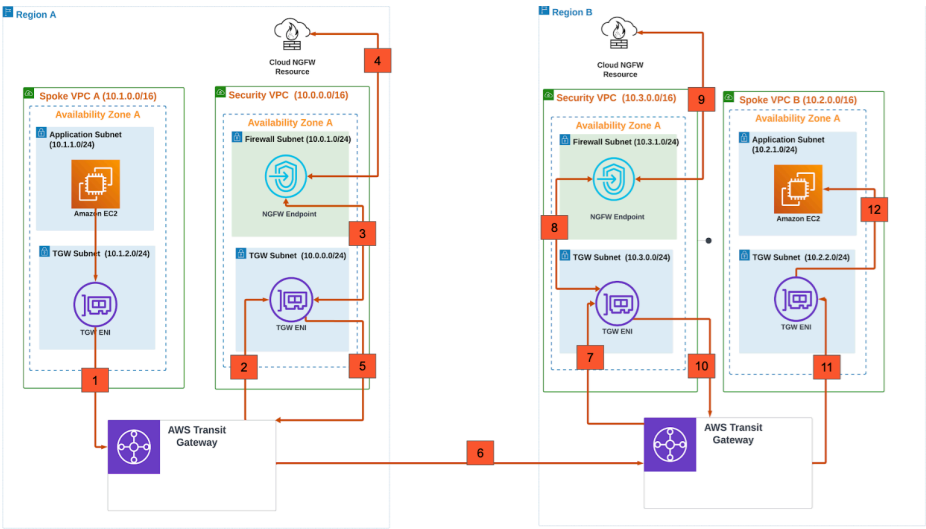 Region A
Cloud NGFW
Resource
4
Spoke VPC A (10.1.0.0/16)
Availability Zone A
Application Subnet
(10.1.1.0/24)
Amazon EC2
TGW Subnet (10.1.2.0/24)
TGW ENI
1
Security VPC (10.0.0.0/16)
Availability Zone A
Firewall Subnet (10.0.1.0/24)
NGFW Endpoint
3
TGW Subnet (10.0.0.0/24)
TGW ENI
2
5
AWS Transit
Gateway
6
Region B
Cloud NGFW
Resource
9
Security VPC (10.3.0.0/16)
Availability Zone A
Firewall Subnet (10.3.1.0/24)
NGFW Endpoint
8
TGW Subnet (10.3.0.0/24)
TGW ENI
7
10
Spoke VPC B (10.2.0.0/16)
Availability Zone A
Application Subnet
(10.2.1.0/24)
Amazon EC2
12
TGW Subnet (10.2.2.0/24)
TGW ENI
11
AWS Transit
Gateway